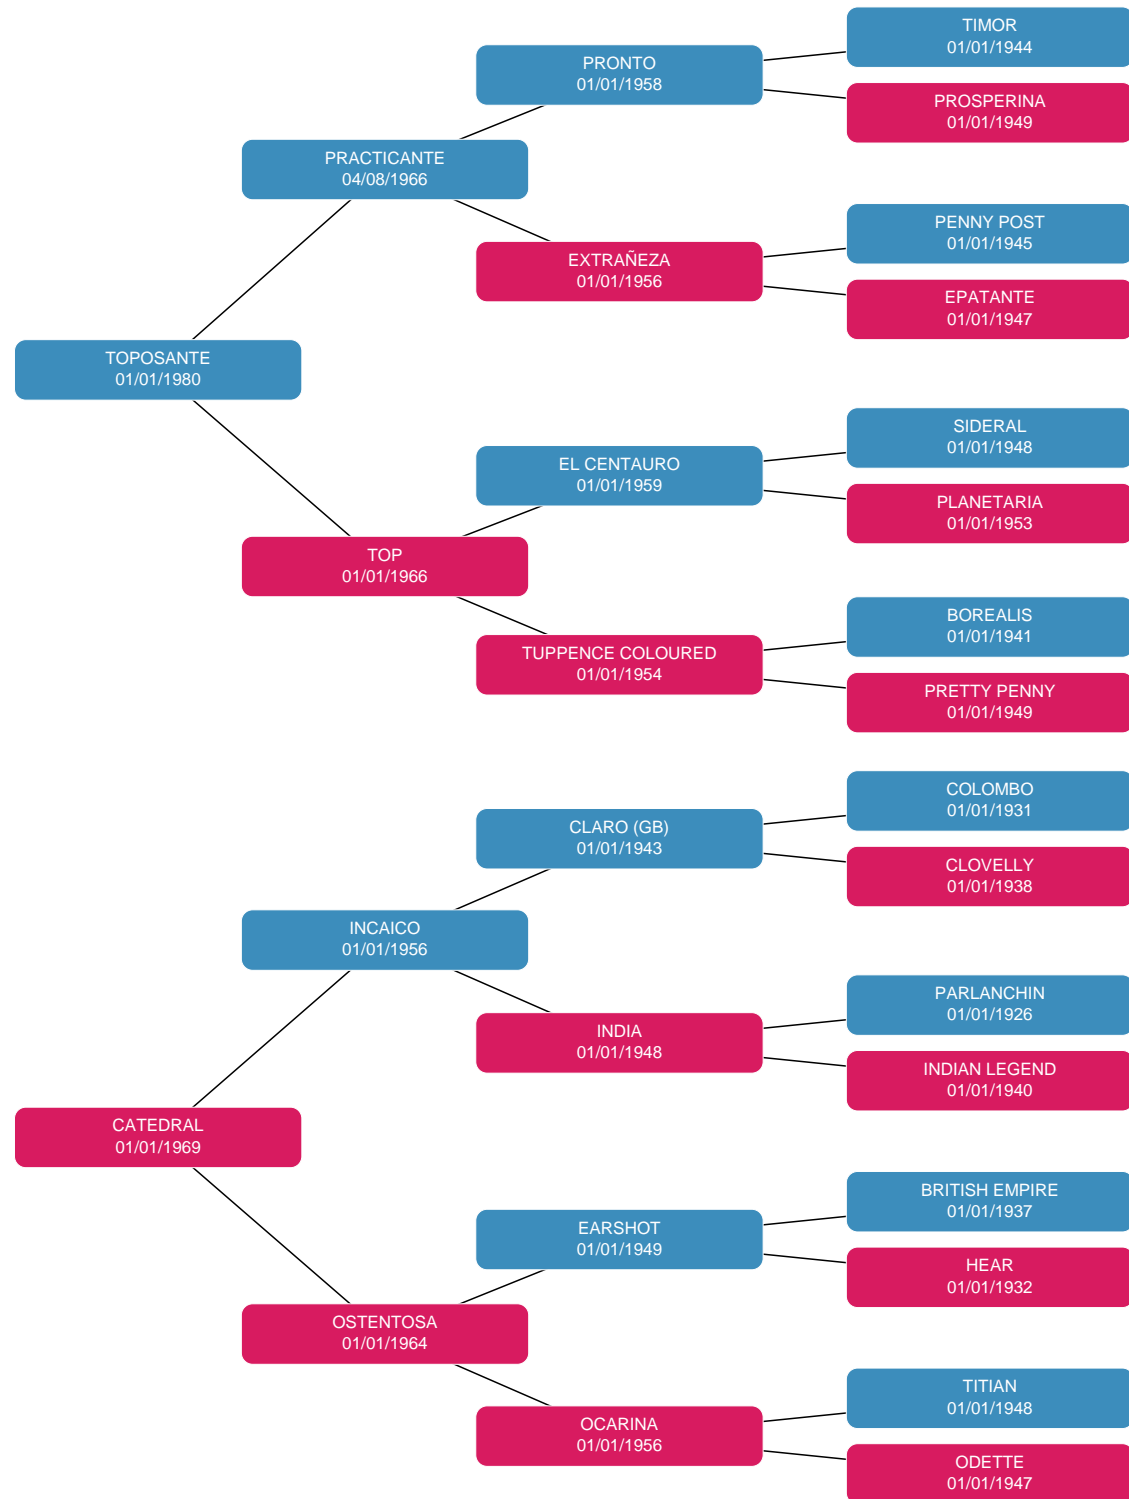 TIMOR
01/01/1944
PRONTO
01/01/1958
PROSPERINA
01/01/1949
PRACTICANTE
04/08/1966
PENNY POST
01/01/1945
EXTRAÑEZA
01/01/1956
EPATANTE
01/01/1947
TOPOSANTE
01/01/1980
SIDERAL
01/01/1948
EL CENTAURO
01/01/1959
PLANETARIA
01/01/1953
TOP
01/01/1966
BOREALIS
01/01/1941
TUPPENCE COLOURED
01/01/1954
PRETTY PENNY
01/01/1949
COLOMBO
01/01/1931
CLARO (GB)
01/01/1943
CLOVELLY
01/01/1938
INCAICO
01/01/1956
PARLANCHIN
01/01/1926
INDIA
01/01/1948
INDIAN LEGEND
01/01/1940
CATEDRAL
01/01/1969
BRITISH EMPIRE
01/01/1937
EARSHOT
01/01/1949
HEAR
01/01/1932
OSTENTOSA
01/01/1964
TITIAN
01/01/1948
OCARINA
01/01/1956
ODETTE
01/01/1947